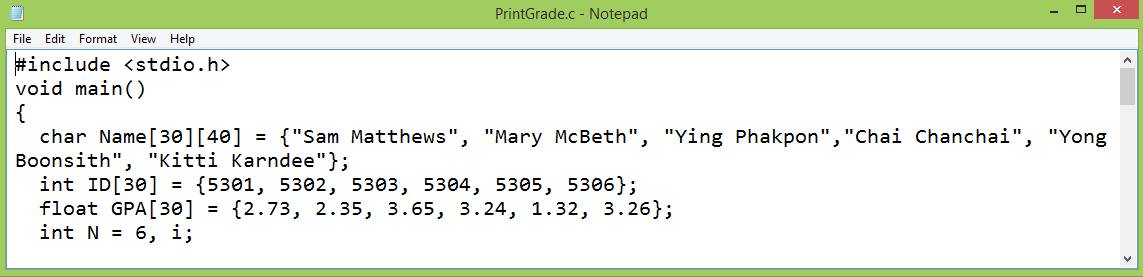 PrintGrade.c - Notepad
File Edit Format View Help
#include <stdio.h>
void main()
{
  char Name[30][40] = {"Sam Matthews", "Mary McBeth", "Ying Phakpon","Chai Chanchai", "Yong
Boonsith", "Kitti Karndee"};
  int ID[30] = {5301, 5302, 5303, 5304, 5305, 5306};
  float GPA[30] = {2.73, 2.35, 3.65, 3.24, 1.32, 3.26};
  int N = 6, i;